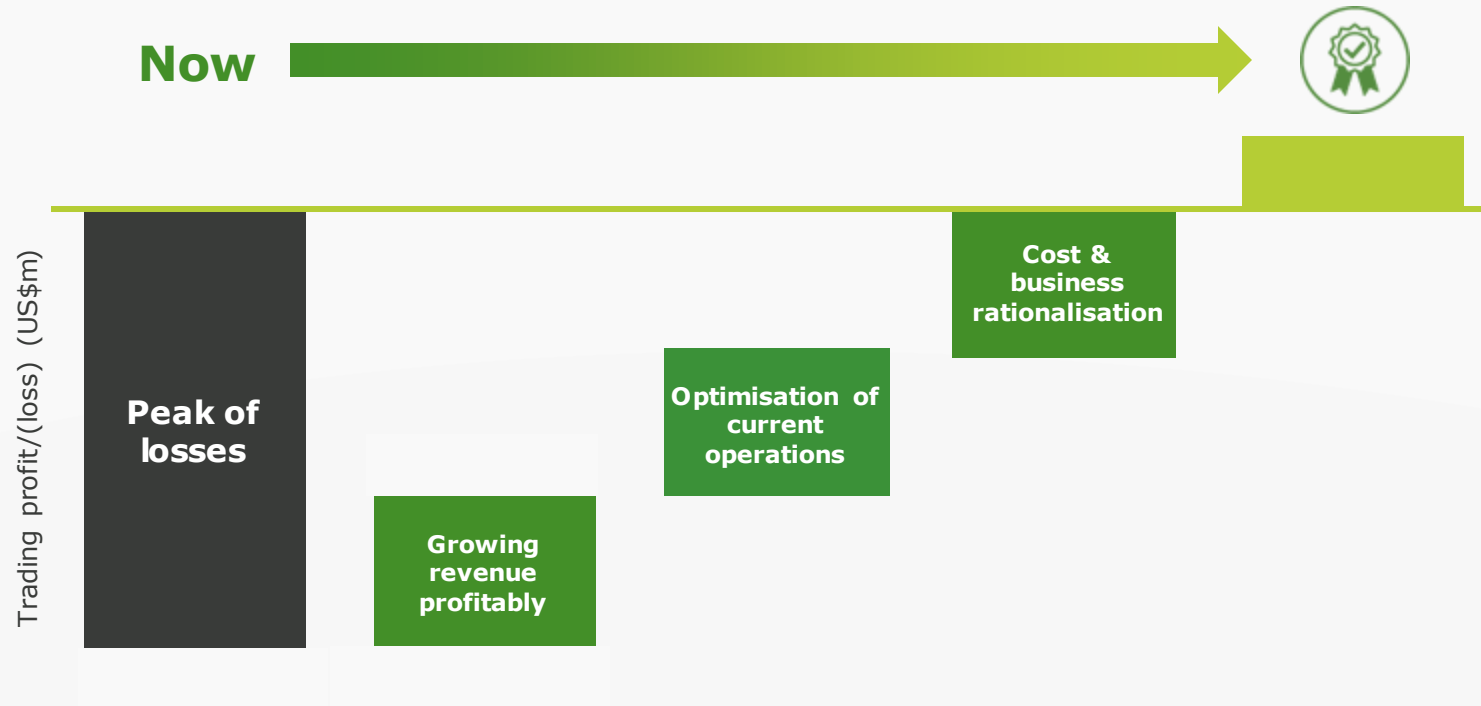 Now
Trading profit/(loss) (US$m)
Peak of
losses
Growing
revenue
profitably
Optimisation of
current
operations
Cost &
business
rationalisation